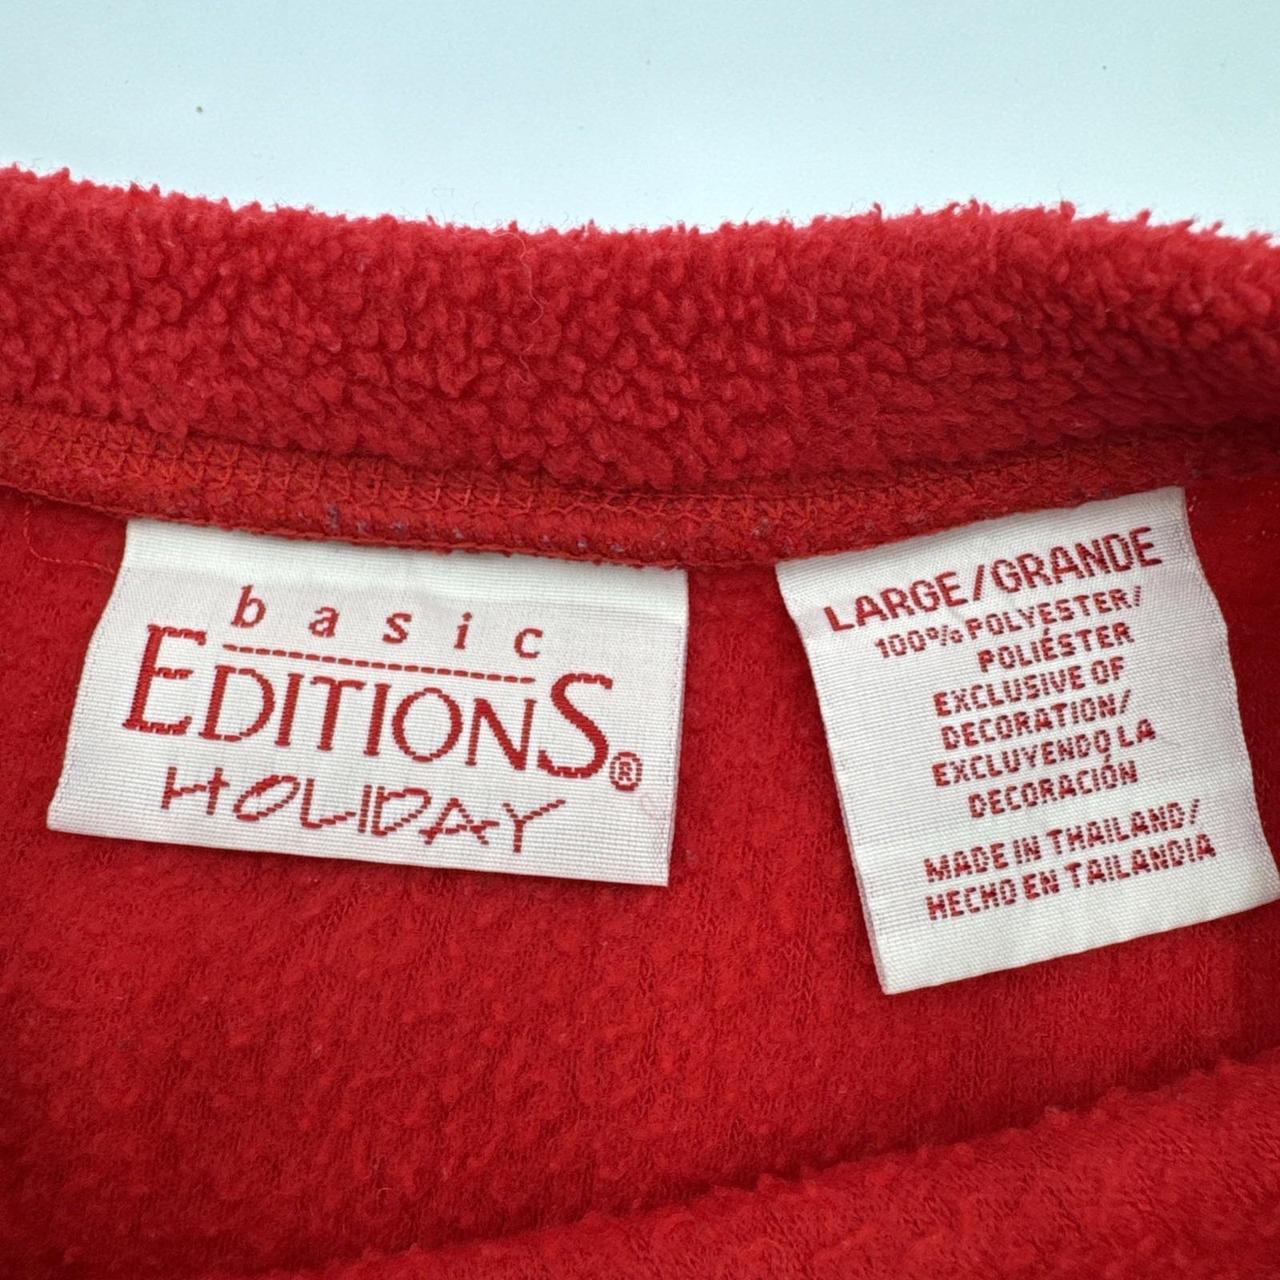 basic
EDITIONS®
HOLIDAY
LARGE/GRANDE
100% POLYESTER/
POLIÉSTER
EXCLUSIVE OF
DECORATION/
EXCLUYENDO LA
DECORACIÓN
MADE IN THAILAND/
HECHO EN TAILANDIA